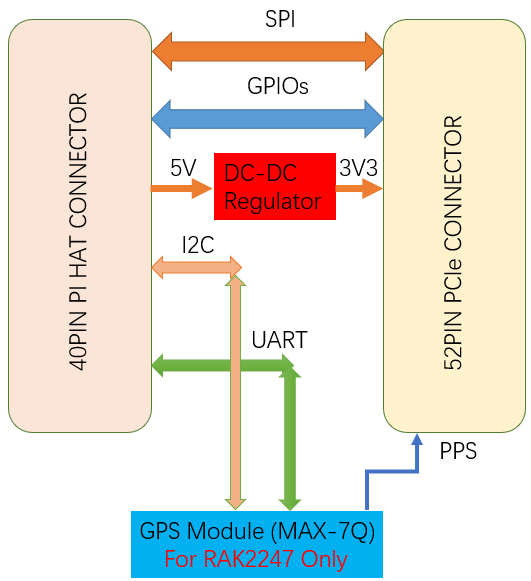 SPI
GPIOs
40PIN PI HAT CONNECTOR
5V
DC-DC
Regulator
3V3
52PIN PCIe CONNECTOR
I2C
UART
PPS
GPS Module (MAX-7Q)
For RAK2247 Only